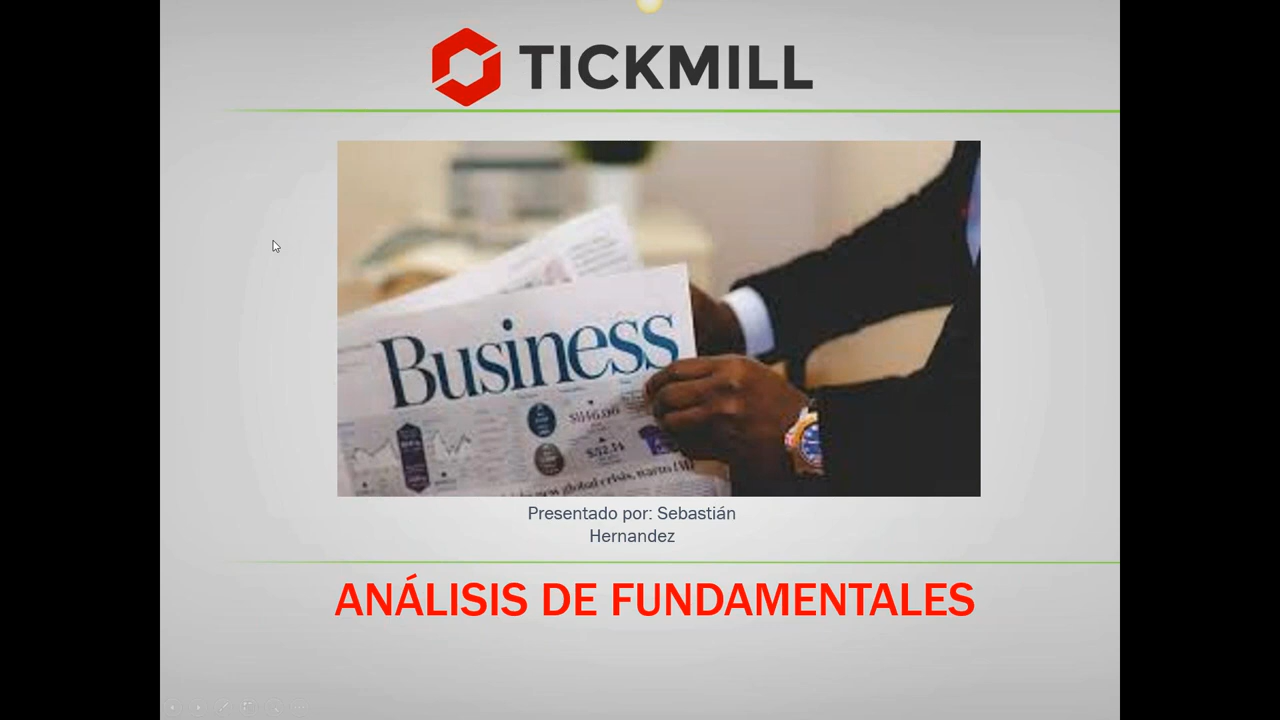 TICKMILL
Business
Presentado por: Sebastián
Hernandez
ANÁLISIS DE FUNDAMENTALES